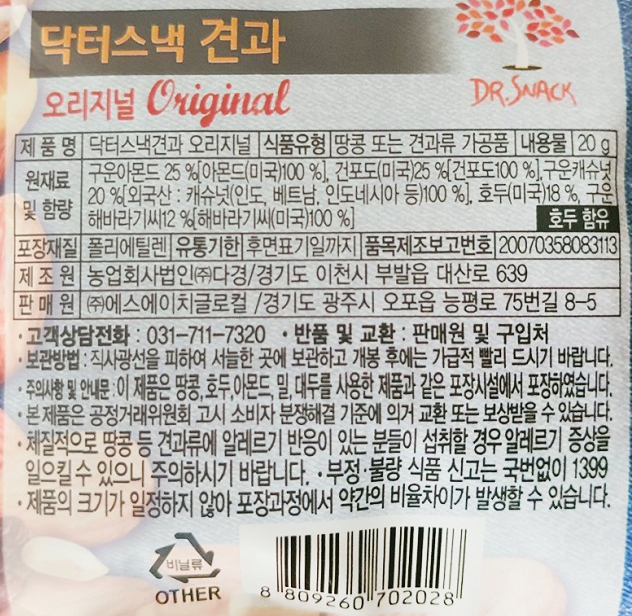 닥터스낵 견과
오리지널 Original
DR.SNACK
제 품 명 닥터스낵견과 오리지널 식품유형 땅콩 또는 견과류 가공품 내용물 20 g
원재료 및 함량 구운아몬드 25 %[아몬드(미국)100 %], 건포도(미국)25 %[건포도100 %],구운캐슈넛
20 %[외국산 : 캐슈넛(인도, 베트남, 인도네시아 등)100 %], 호두(미국)18 %, 구운
해바라기씨12 %[해바라기씨(미국)100 %]
호두 함유
포장재질 폴리에틸렌 유통기한 후면표기일까지 품목제조보고번호 20070358083113
제 조 원 농업회사법인㈜다경/경기도 이천시 부발읍 대산로 639
판 매 원 ㈜에스에이치글로컬 /경기도 광주시 오포읍 능평로 75번길 8-5
·고객상담전화 : 031-711-7320 ·반품 및 교환 : 판매원 및 구입처
·보관방법 : 직사광선을 피하여 서늘한 곳에 보관하고 개봉 후에는 가급적 빨리 드시기 바랍니다.
·주의사항 및 안내문 : 이 제품은 땅콩,호두,아몬드, 밀, 대두를 사용한 제품과 같은 포장시설에서 포장하였습니다.
·본 제품은 공정거래위원회 고시 소비자 분쟁해결 기준에 의거 교환 또는 보상받을 수 있습니다.
·체질적으로 땅콩 등 견과류에 알레르기 반응이 있는 분들이 섭취할 경우 알레르기 증상을
일으킬 수 있으니 주의하시기 바랍니다. ·부정·불량 식품 신고는 국번없이 1399
·제품의 크기가 일정하지 않아 포장과정에서 약간의 비율차이가 발생할 수 있습니다.
비닐류
OTHER
8 809260 702028